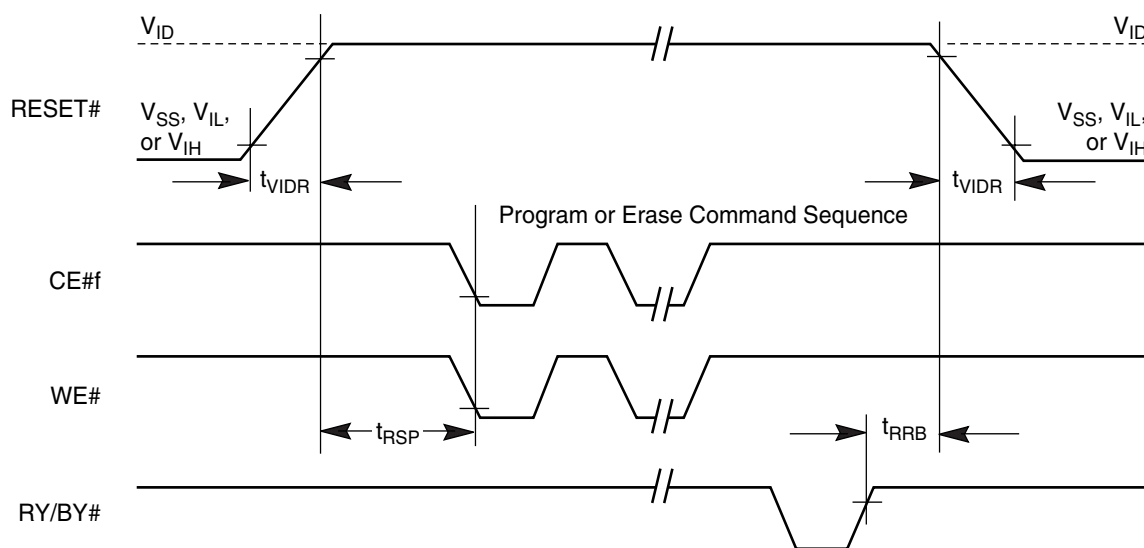 V_ID V_ID
RESET#
V_SS, V_IL,
or V_IH
V_SS, V_IL,
or V_IH
t_VIDR t_VIDR
Program or Erase Command Sequence
CE#f
WE#
t_RSP t_RRB
RY/BY#